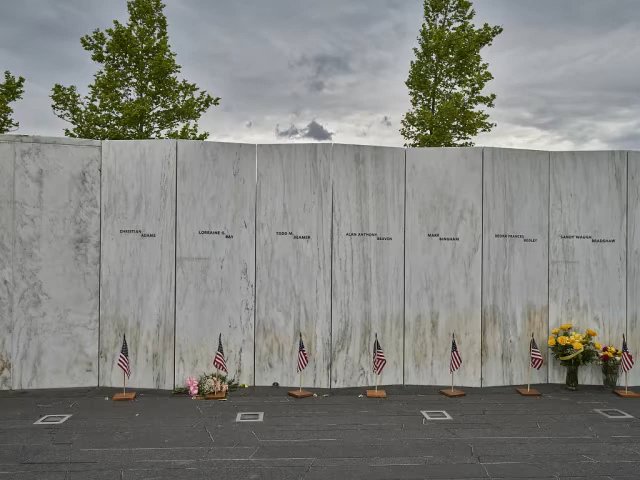 CHRISTIAN
ADAMS
LORRAINE G.
BAY
TODD M.
BEAMER
ALAN ANTHONY
BEAVEN
MARK
BINGHAM
DEORA FRANCES
BODLEY
SANDY WAUGH
BRADSHAW